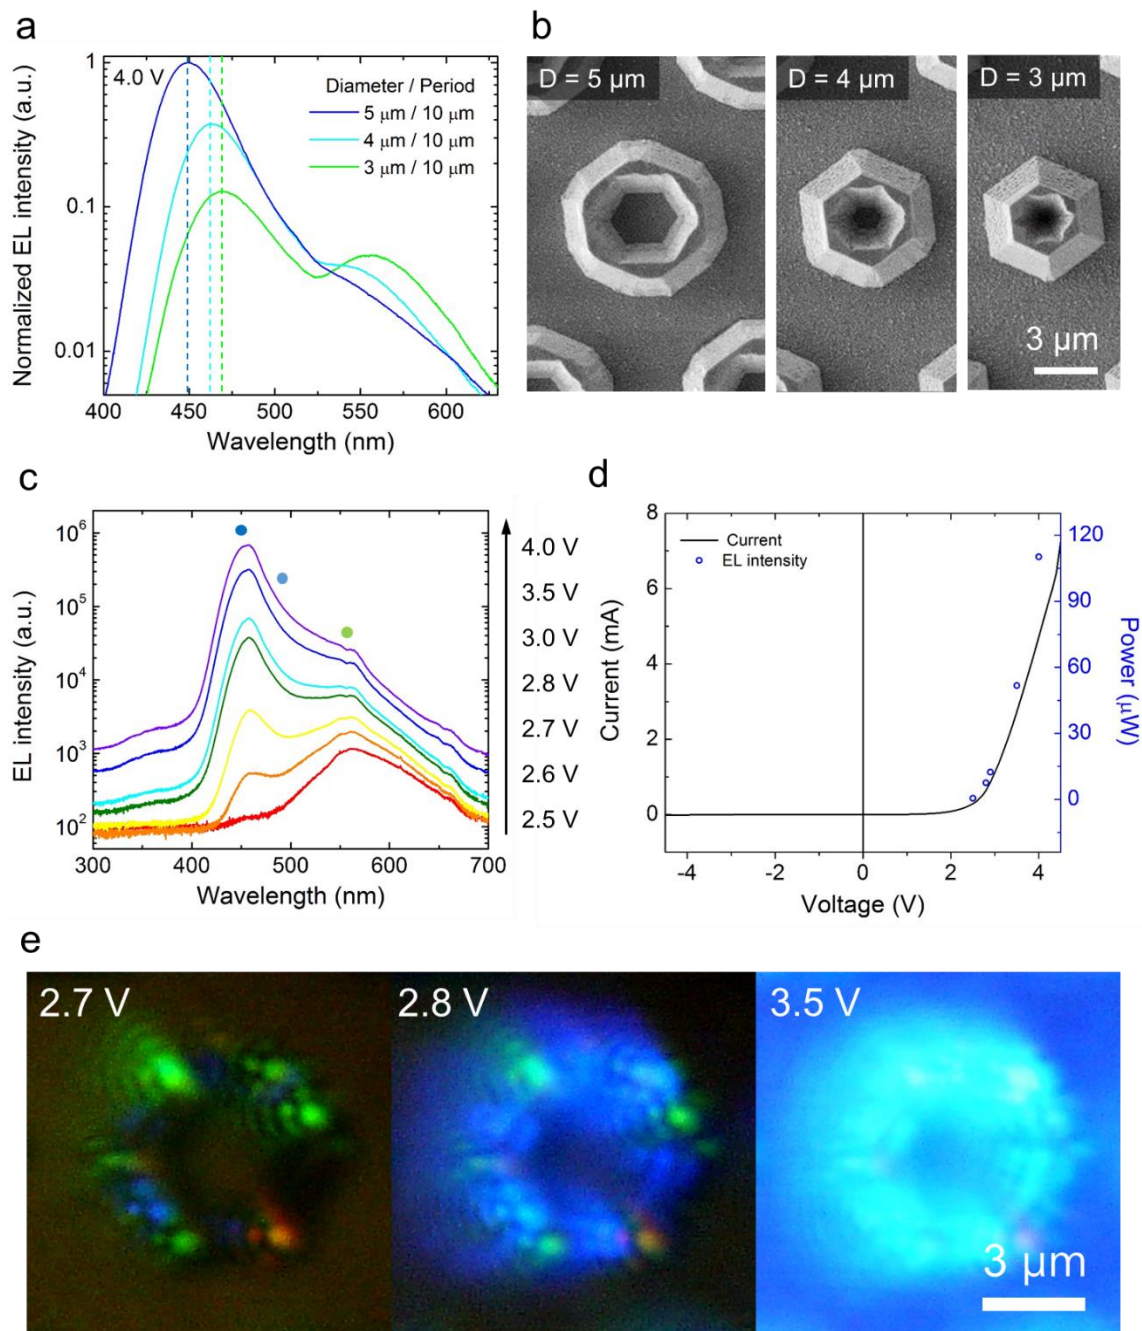 a
Normalized EL intensity (a.u.)
1
0.1
0.01
4.0 V
Diameter / Period
5 μm / 10 μm
4 μm / 10 μm
3 μm / 10 μm
400 450 500 550 600
Wavelength (nm)
b
D = 5 μm
D = 4 μm
D = 3 μm
3 μm
c
EL intensity (a.u.)
10⁶
10⁵
10⁴
10³
10²
300 400 500 600 700
Wavelength (nm)
4.0 V
3.5 V
3.0 V
2.8 V
2.7 V
2.6 V
2.5 V
d
Current (mA)
8
6
4
2
0
Current
EL intensity
120
90
60
30
0
Power (μW)
-4 -2 0 2 4
Voltage (V)
e
2.7 V
2.8 V
3.5 V
3 μm